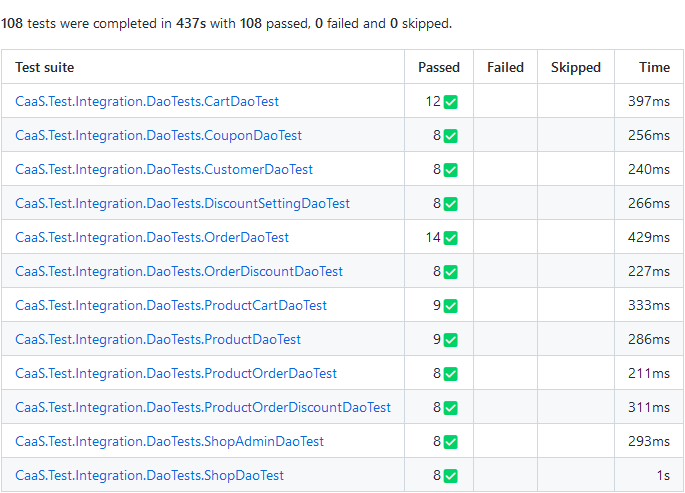 108 tests were completed in 437s with 108 passed, 0 failed and 0 skipped.
Test suite Passed Failed Skipped Time
CaaS.Test.Integration.DaoTests.CartDaoTest 12 ✅ 397ms
CaaS.Test.Integration.DaoTests.CouponDaoTest 8 ✅ 256ms
CaaS.Test.Integration.DaoTests.CustomerDaoTest 8 ✅ 240ms
CaaS.Test.Integration.DaoTests.DiscountSettingDaoTest 8 ✅ 266ms
CaaS.Test.Integration.DaoTests.OrderDaoTest 14 ✅ 429ms
CaaS.Test.Integration.DaoTests.OrderDiscountDaoTest 8 ✅ 227ms
CaaS.Test.Integration.DaoTests.ProductCartDaoTest 9 ✅ 333ms
CaaS.Test.Integration.DaoTests.ProductDaoTest 9 ✅ 286ms
CaaS.Test.Integration.DaoTests.ProductOrderDaoTest 8 ✅ 211ms
CaaS.Test.Integration.DaoTests.ProductOrderDiscountDaoTest 8 ✅ 311ms
CaaS.Test.Integration.DaoTests.ShopAdminDaoTest 8 ✅ 293ms
CaaS.Test.Integration.DaoTests.ShopDaoTest 8 ✅ 1s